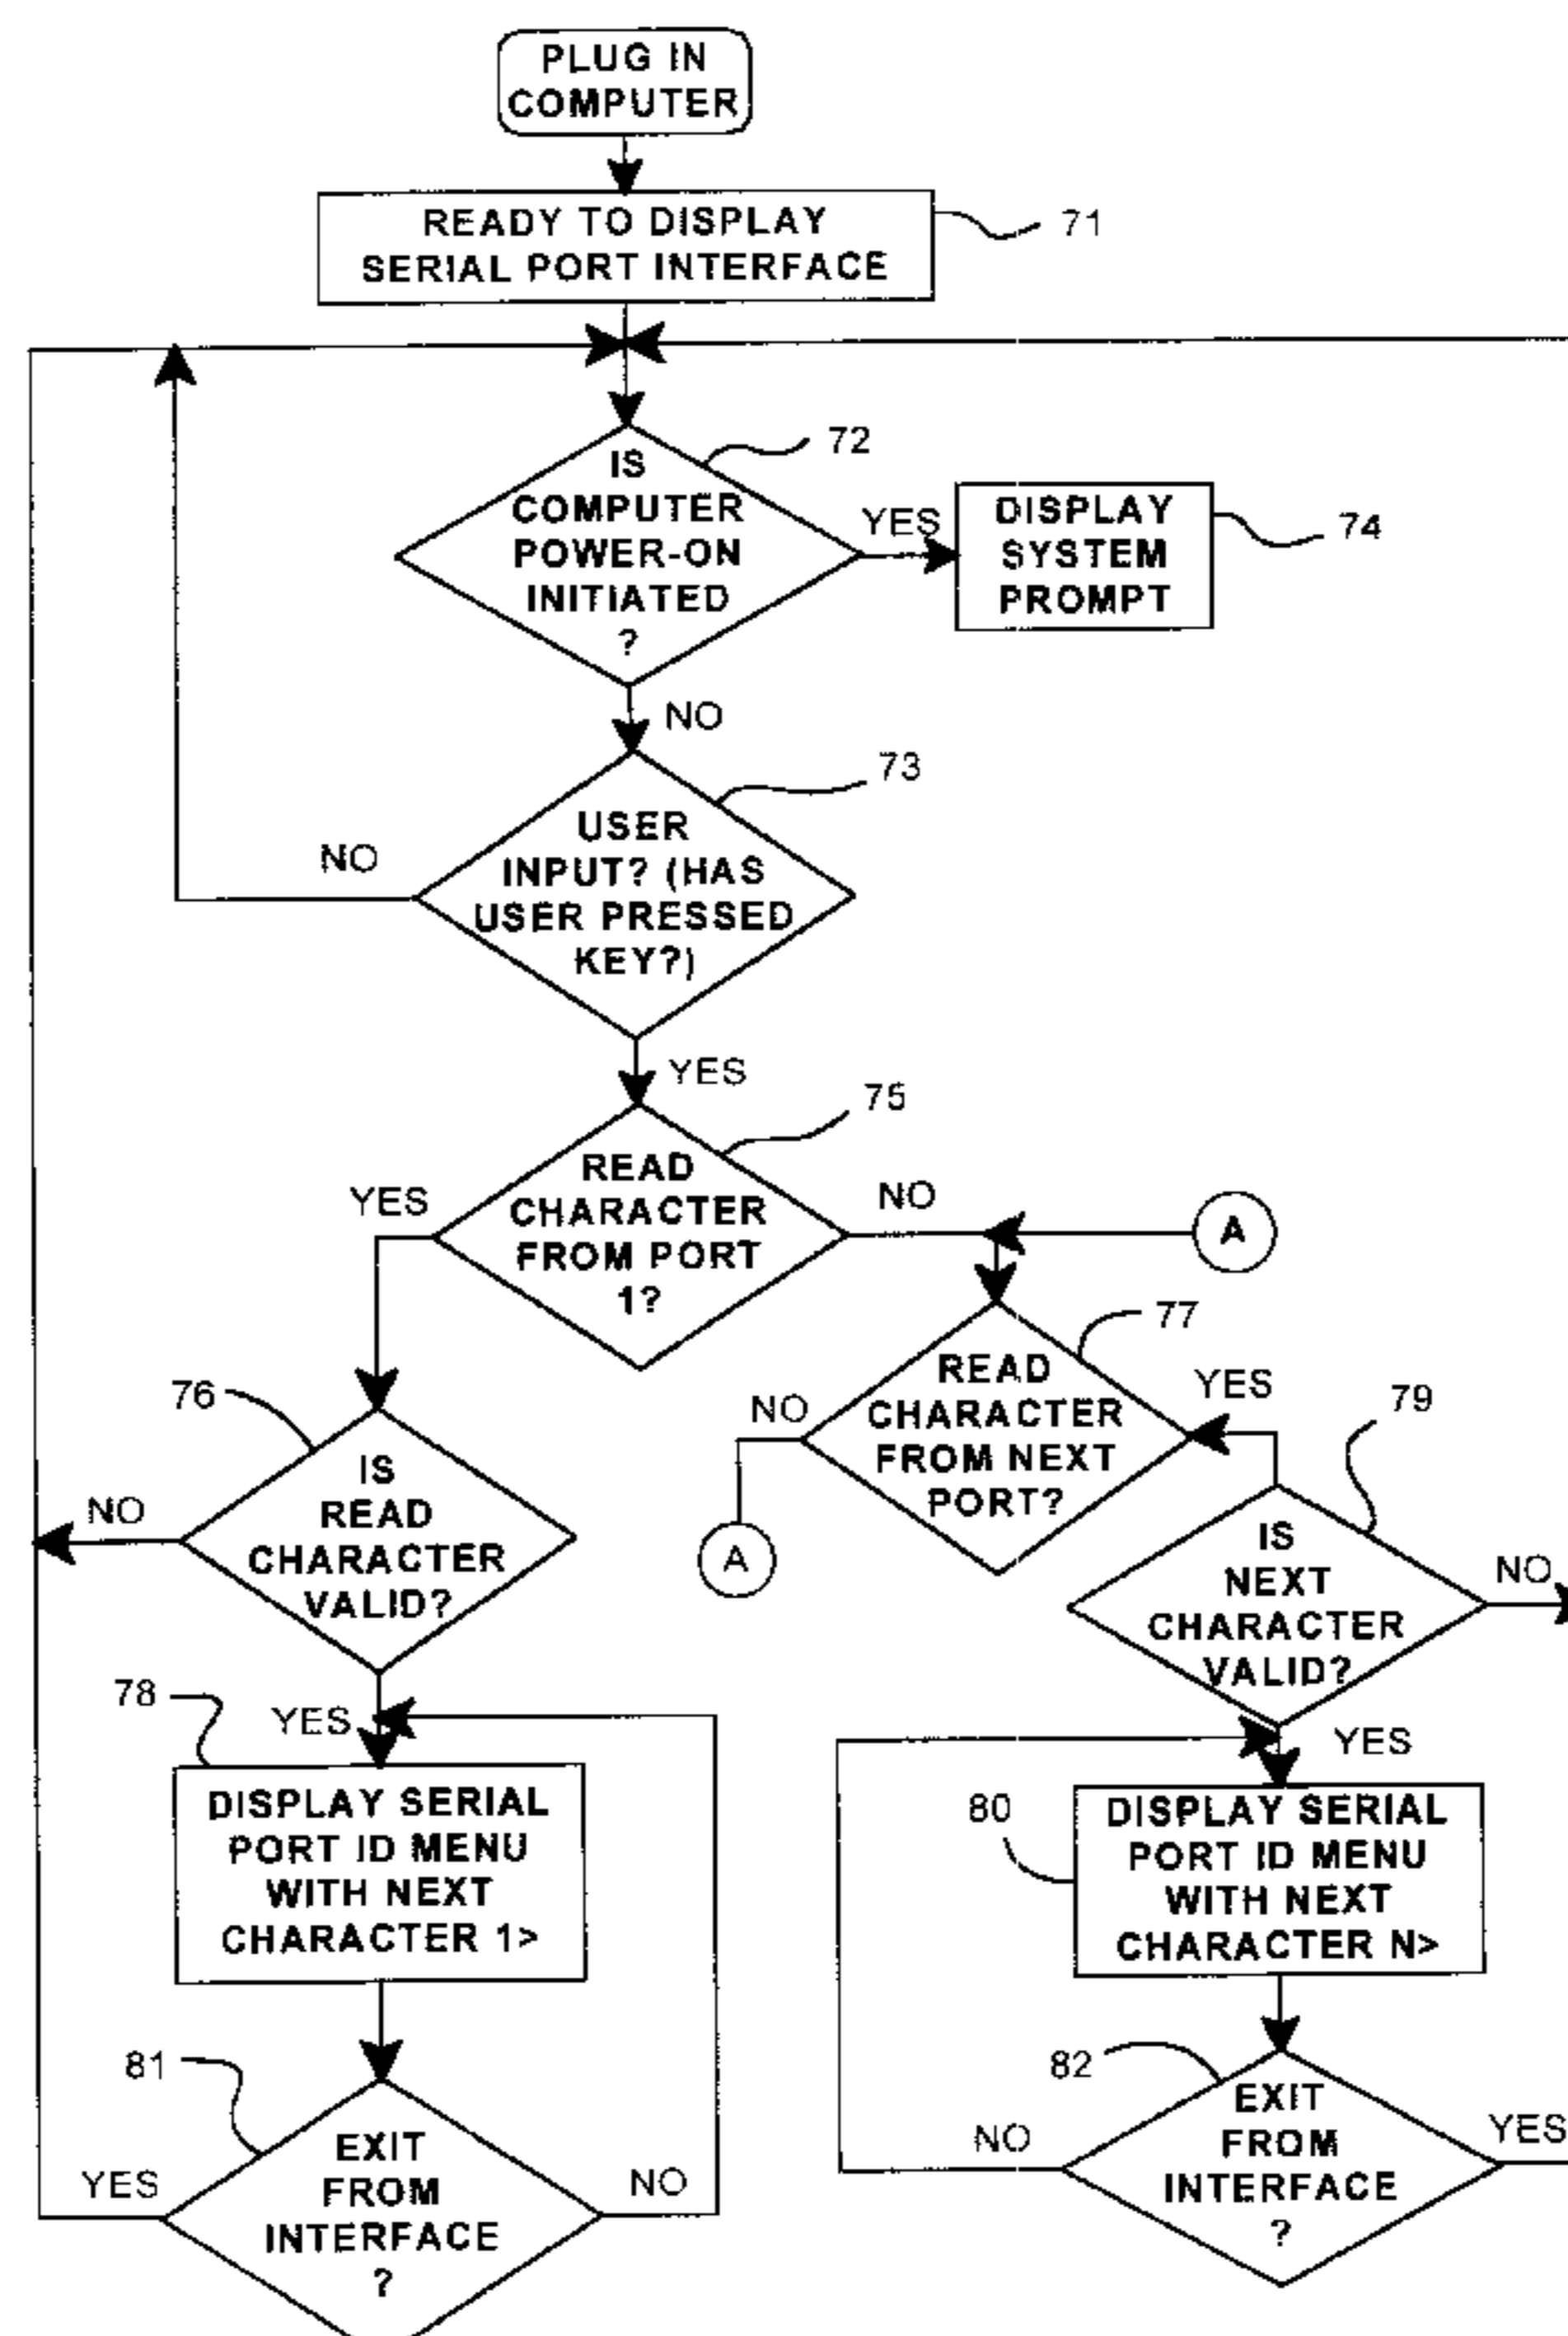 PLUG IN
COMPUTER
READY TO DISPLAY
SERIAL PORT INTERFACE
71
IS
COMPUTER
POWER-ON
INITIATED
?
72
YES
DISPLAY
SYSTEM
PROMPT
74
NO
73
USER
INPUT? (HAS
USER PRESSED
KEY?)
NO
YES
75
READ
CHARACTER
FROM PORT
1?
YES
NO
A
77
READ
CHARACTER
FROM NEXT
PORT?
NO
A
YES
79
IS
NEXT
CHARACTER
VALID?
NO
76
IS
READ
CHARACTER
VALID?
NO
YES
78
DISPLAY SERIAL
PORT ID MENU
WITH NEXT
CHARACTER 1>
YES
80
DISPLAY SERIAL
PORT ID MENU
WITH NEXT
CHARACTER N>
81
EXIT
FROM
INTERFACE
?
YES
NO
82
EXIT
FROM
INTERFACE
?
NO
YES